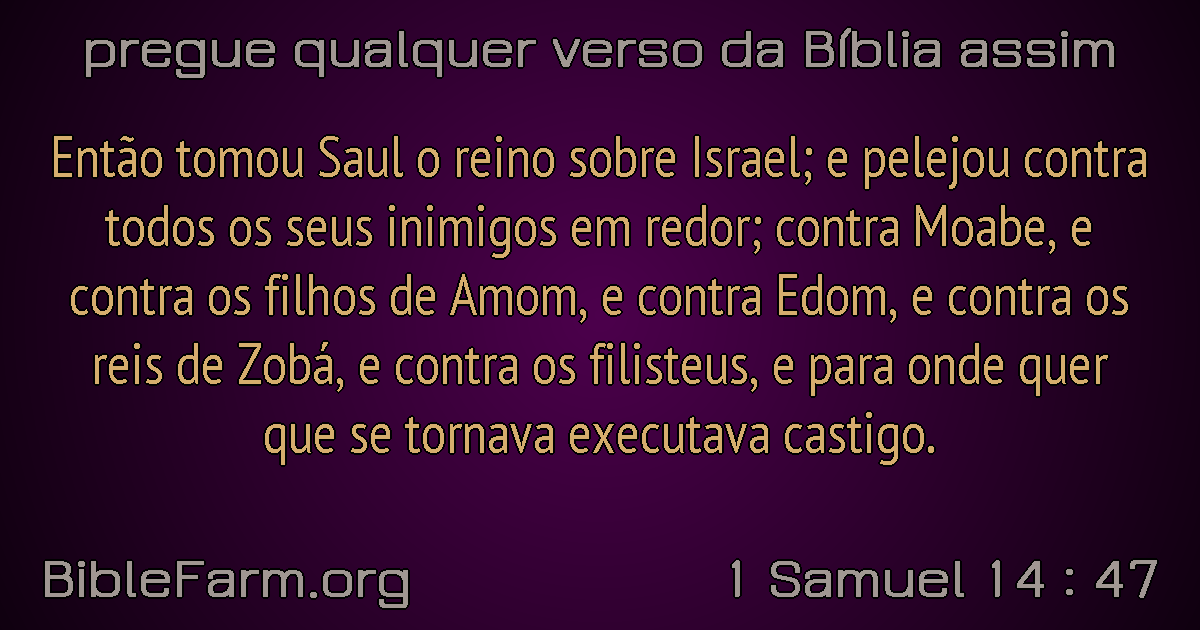 pregue qualquer verso da Bíblia assim
Então tomou Saul o reino sobre Israel; e pelejou contra
todos os seus inimigos em redor; contra Moabe, e
contra os filhos de Amom, e contra Edom, e contra os
reis de Zobá, e contra os filisteus, e para onde quer
que se tornava executava castigo.
BibleFarm.org
1 Samuel 14 : 47